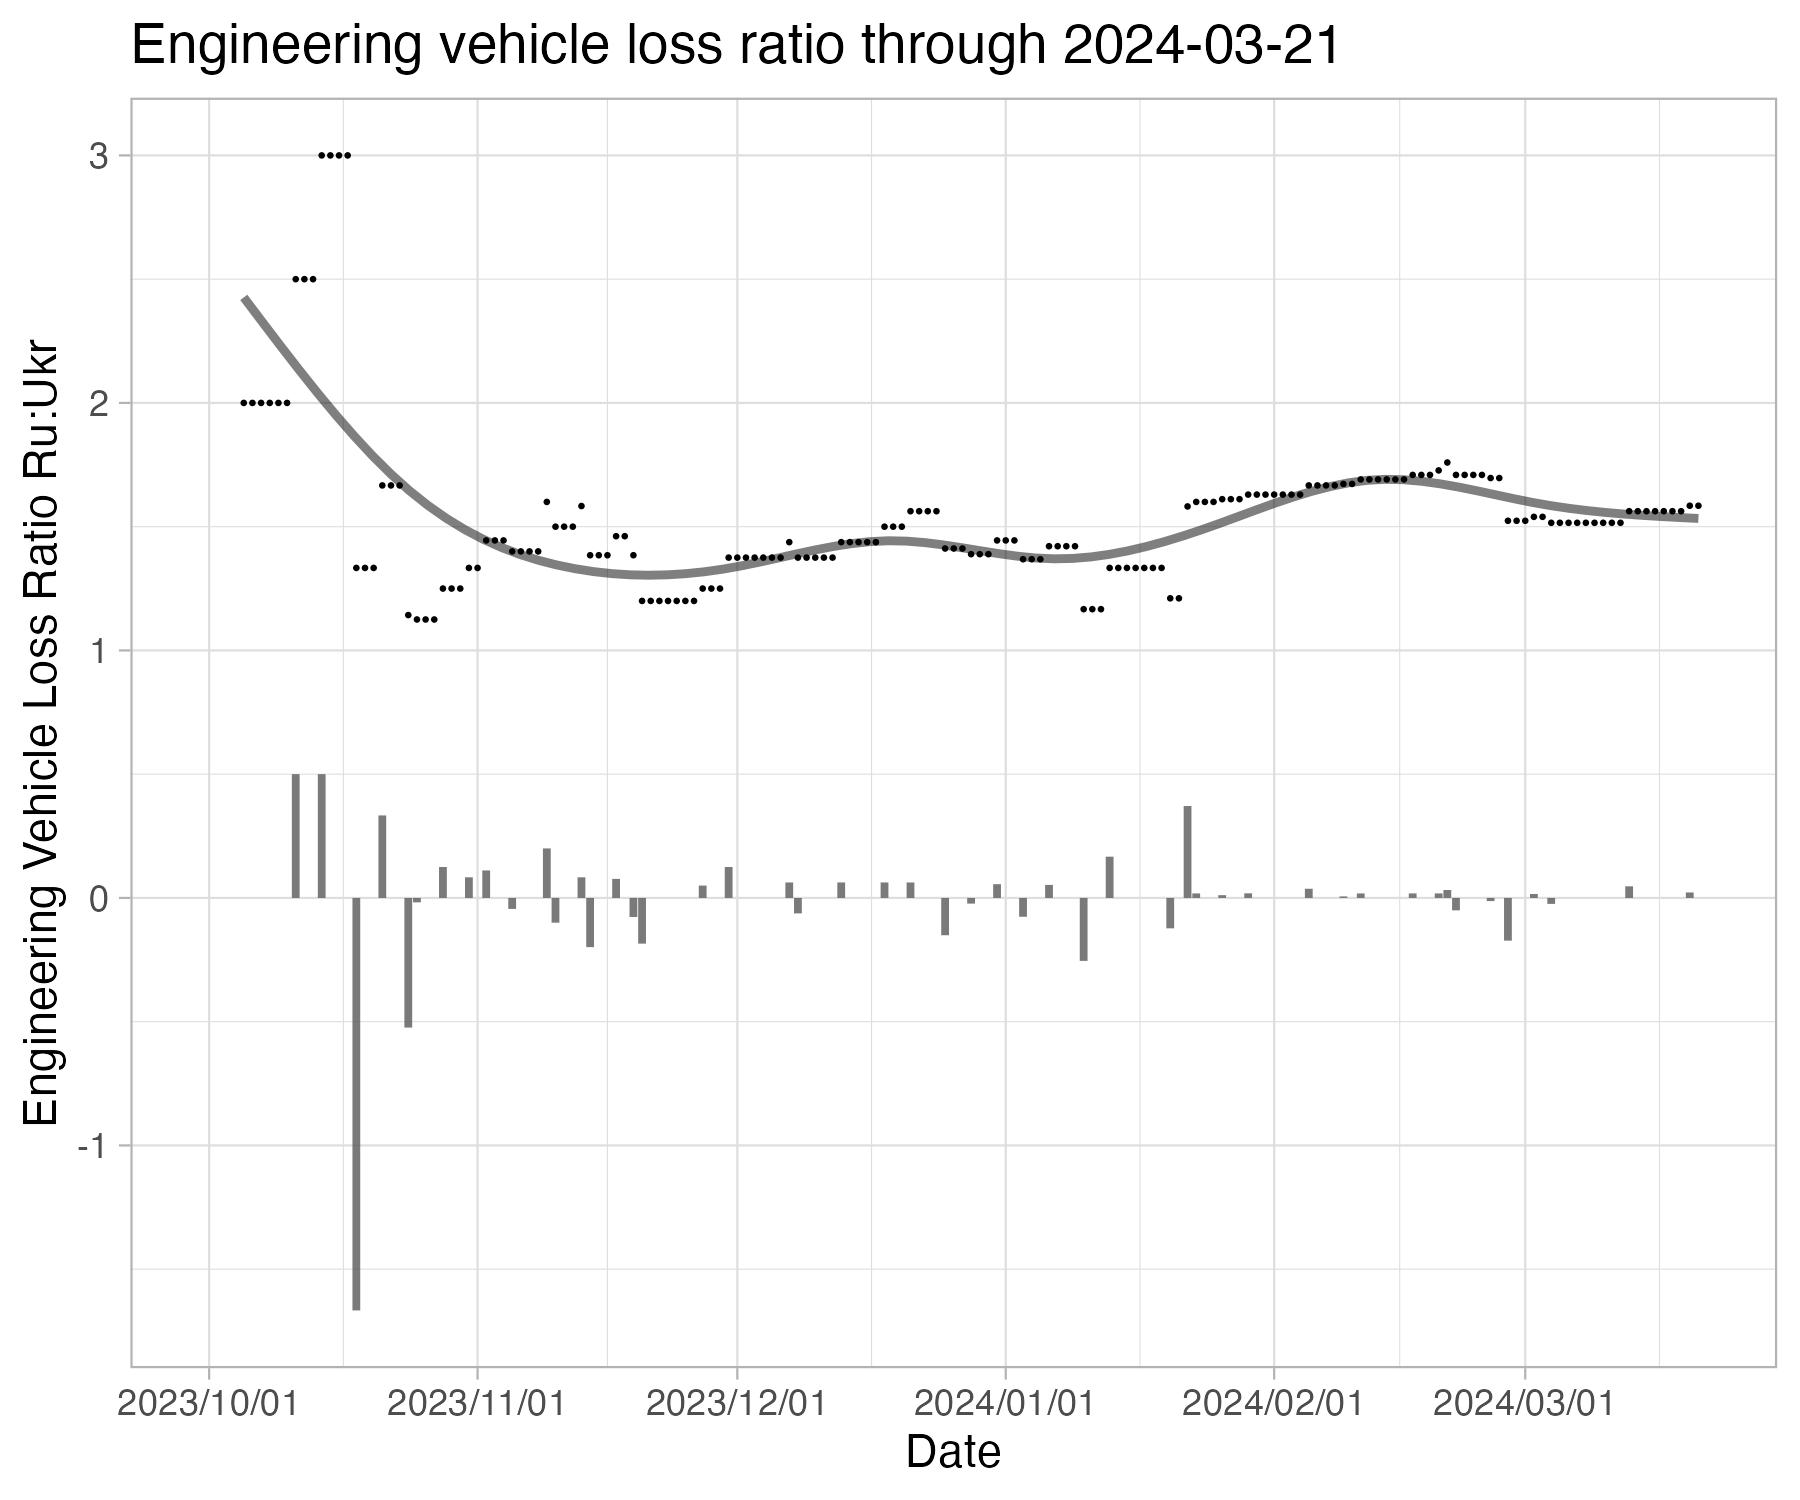 Engineering vehicle loss ratio through 2024-03-21
Engineering Vehicle Loss Ratio Ru:Ukr
3
2
1
0
-1
2023/10/01 2023/11/01 2023/12/01 2024/01/01 2024/02/01 2024/03/01
Date